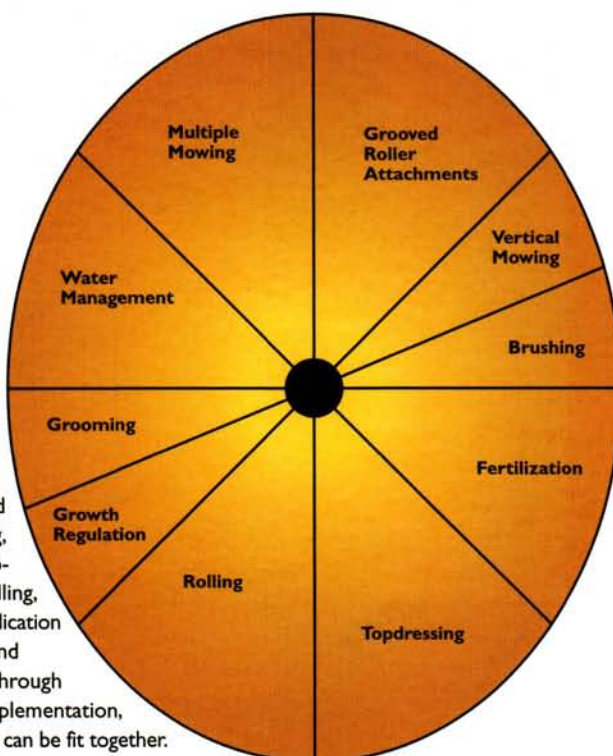 Multiple
Mowing
Grooved
Roller
Attachments
Vertical
Mowing
Brushing
Water
Management
Grooming
Growth
Regulation
Fertilization
Rolling
Topdressing
lling,
lication
nd
hrough
plementation,
can be fit together.